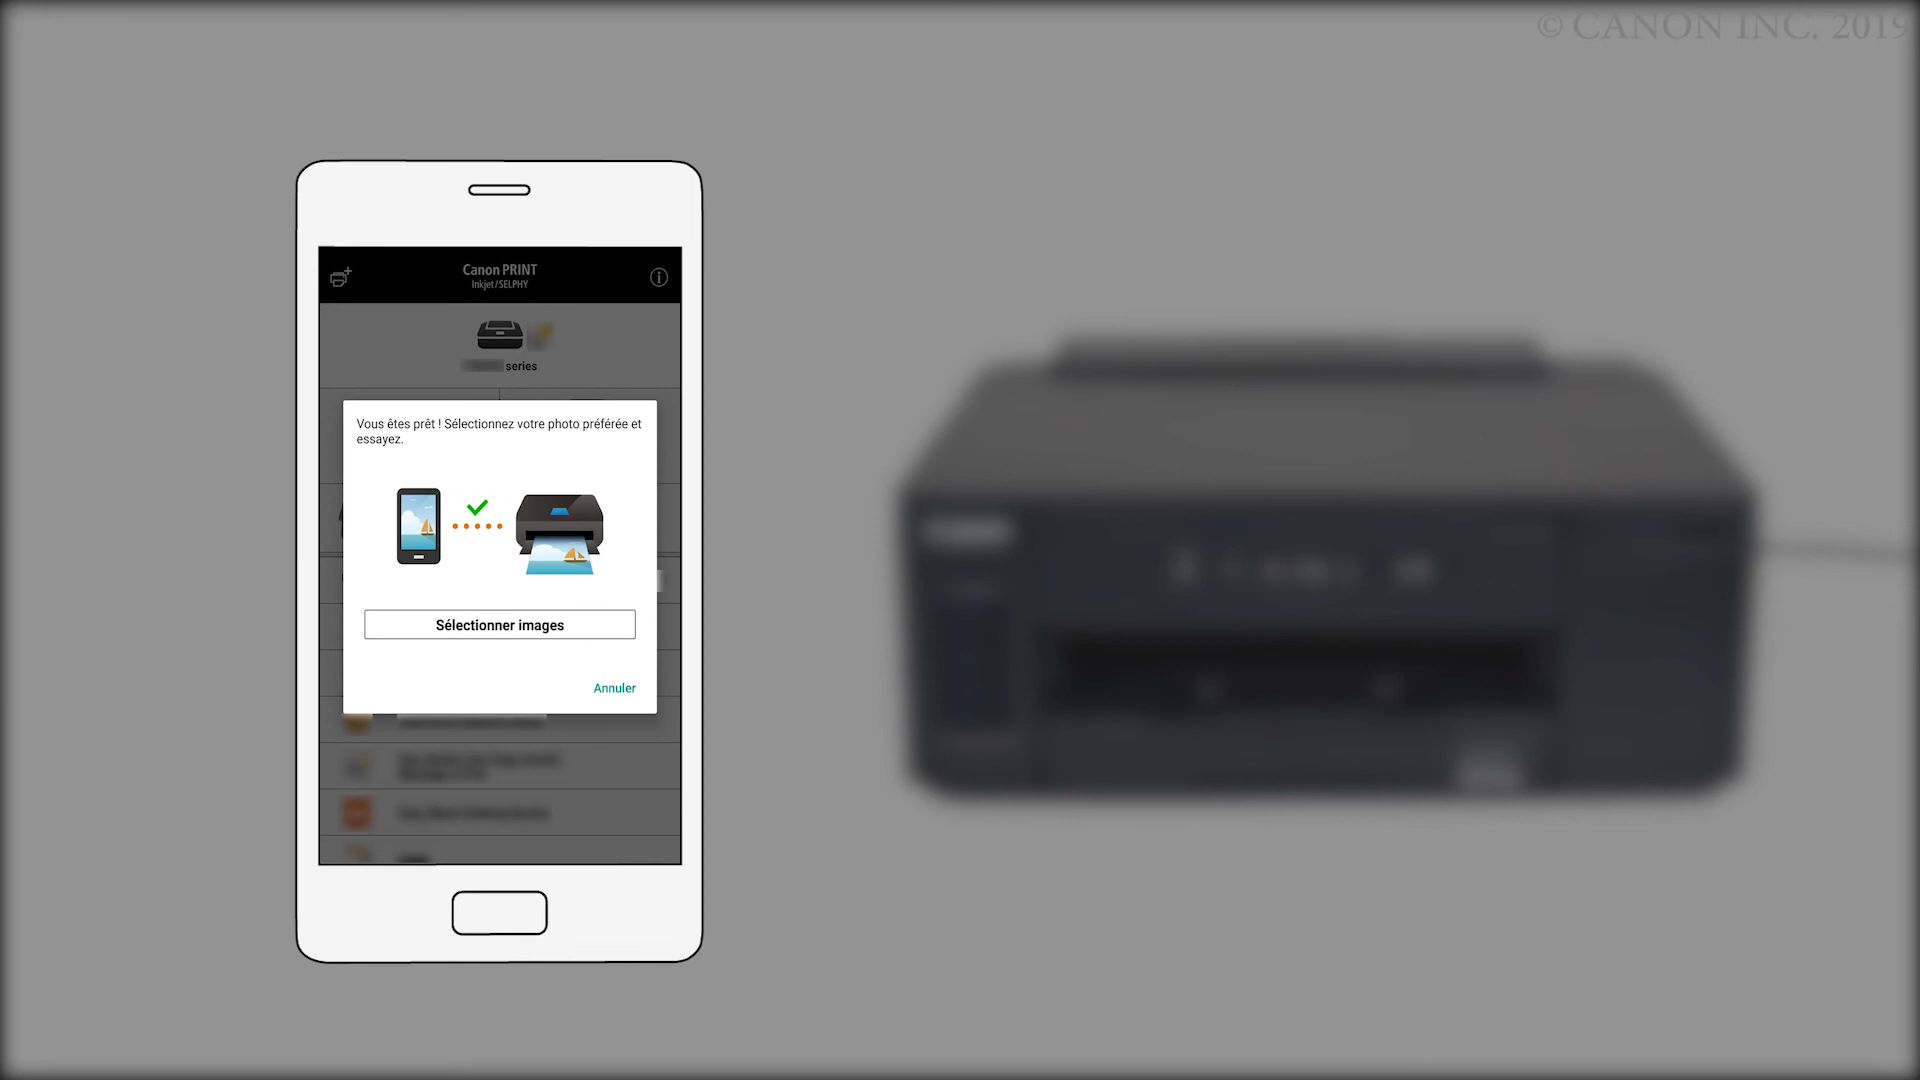 © CANON INC. 2019
Canon PRINT
Inkjet/SELPHY
series
Vous êtes prêt ! Sélectionnez votre photo préférée et
essayez.
Sélectionner images
Annuler